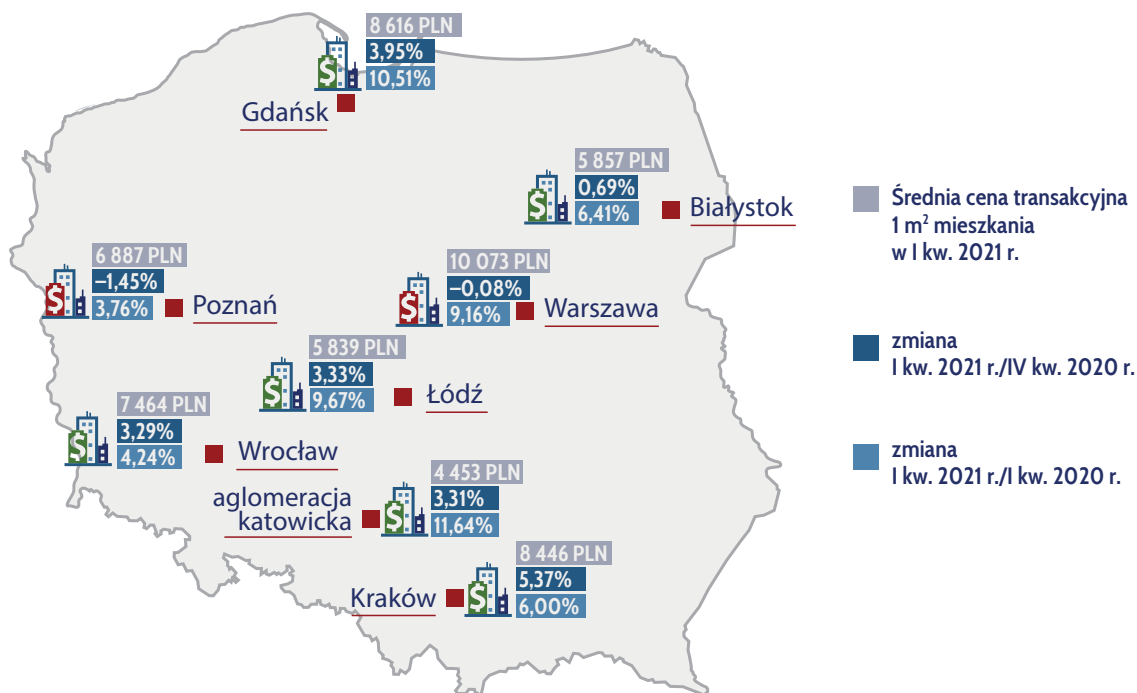 8 616 PLN
3,95%
10,51%
Gdańsk
5 857 PLN
0,69%
6,41%
Białystok
6 887 PLN
–1,45%
3,76%
Poznań
10 073 PLN
–0,08%
9,16%
Warszawa
5 839 PLN
3,33%
9,67%
Łódź
7 464 PLN
3,29%
4,24%
Wrocław
4 453 PLN
3,31%
11,64%
aglomeracja
katowicka
8 446 PLN
5,37%
6,00%
Kraków
Średnia cena transakcyjna
1 m² mieszkania
w I kw. 2021 r.
zmiana
I kw. 2021 r./IV kw. 2020 r.
zmiana
I kw. 2021 r./I kw. 2020 r.